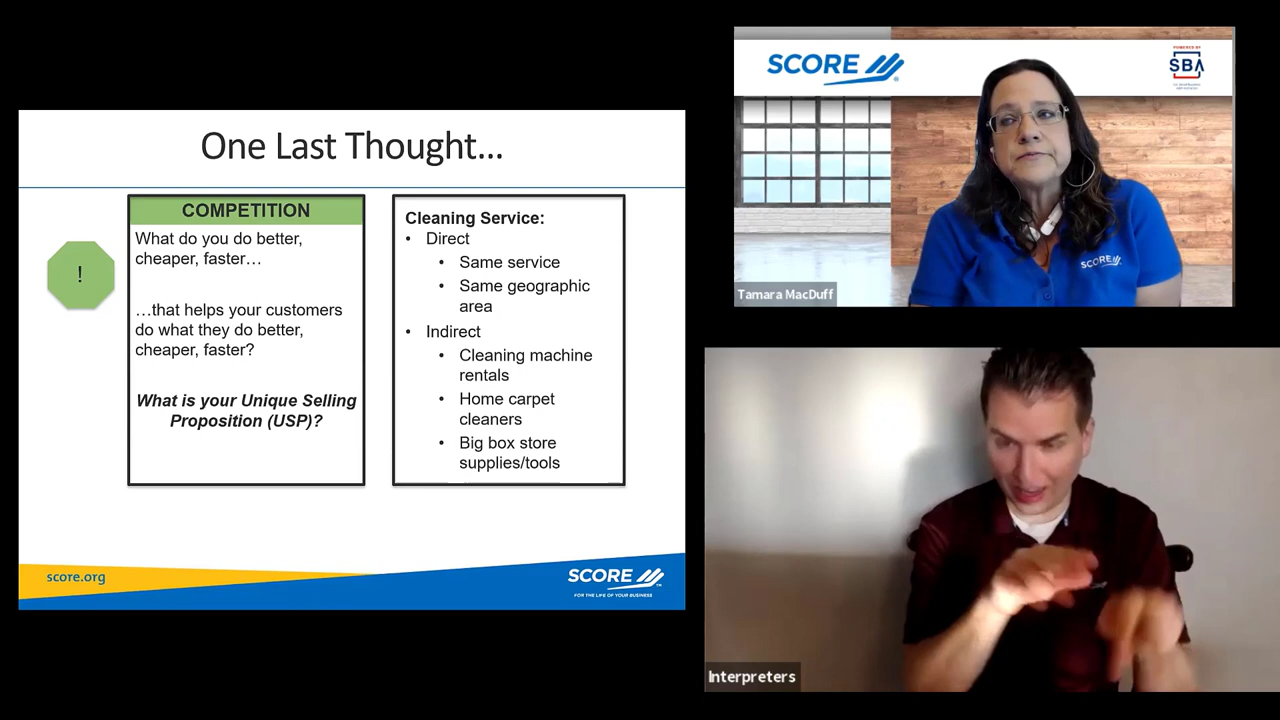 One Last Thought...
COMPETITION
!
What do you do better,
cheaper, faster…
…that helps your customers
do what they do better,
cheaper, faster?
What is your Unique Selling
Proposition (USP)?
Cleaning Service:
• Direct
• Same service
• Same geographic
area
• Indirect
• Cleaning machine
rentals
• Home carpet
cleaners
• Big box store
supplies/tools
score.org
SCORE
FOR THE LIFE OF YOUR BUSINESS
SCORE
POWERED BY
SBA
SCORE
Tamara MacDuff
Interpreters